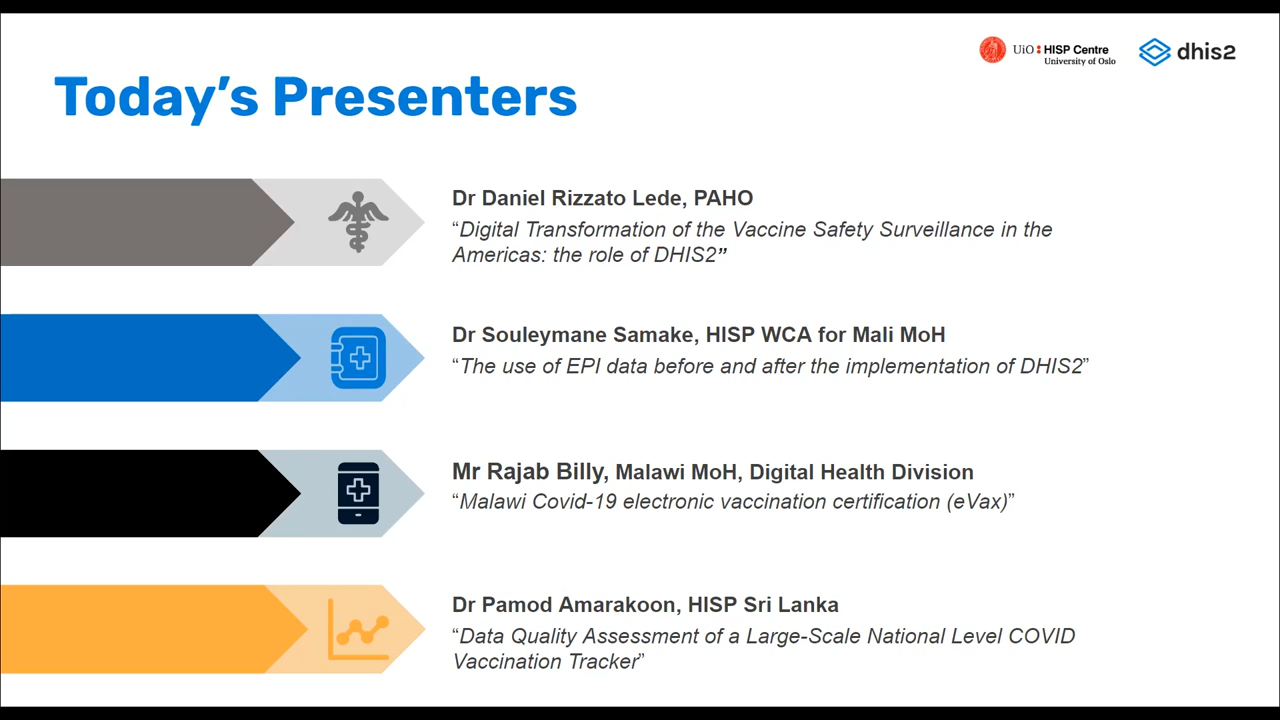 UiO HISP Centre
University of Oslo
dhis2
Today's Presenters
Dr Daniel Rizzato Lede, PAHO
“Digital Transformation of the Vaccine Safety Surveillance in the
Americas: the role of DHIS2”
Dr Souleymane Samake, HISP WCA for Mali MoH
“The use of EPI data before and after the implementation of DHIS2”
Mr Rajab Billy, Malawi MoH, Digital Health Division
“Malawi Covid-19 electronic vaccination certification (eVax)”
Dr Pamod Amarakoon, HISP Sri Lanka
“Data Quality Assessment of a Large-Scale National Level COVID
Vaccination Tracker”